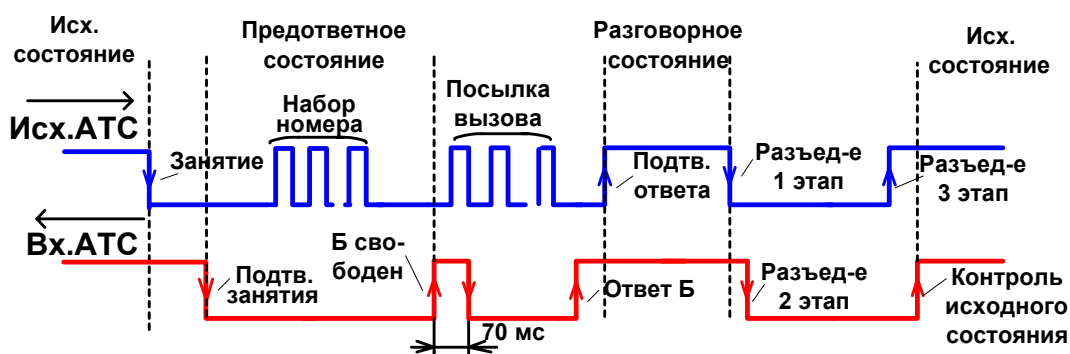 Исх.
состояние
Предответное
состояние
Разговорное
состояние
Исх.
состояние
Исх.АТС
Набор
номера
Посылка
вызова
Занятие
Подтв.
ответа
Разъед-е
1 этап
Разъед-е
3 этап
Вх.АТС
Подтв.
занятия
Б сво-
боден
Ответ Б
Разъед-е
2 этап
Контроль
исходного
состояния
70 мс